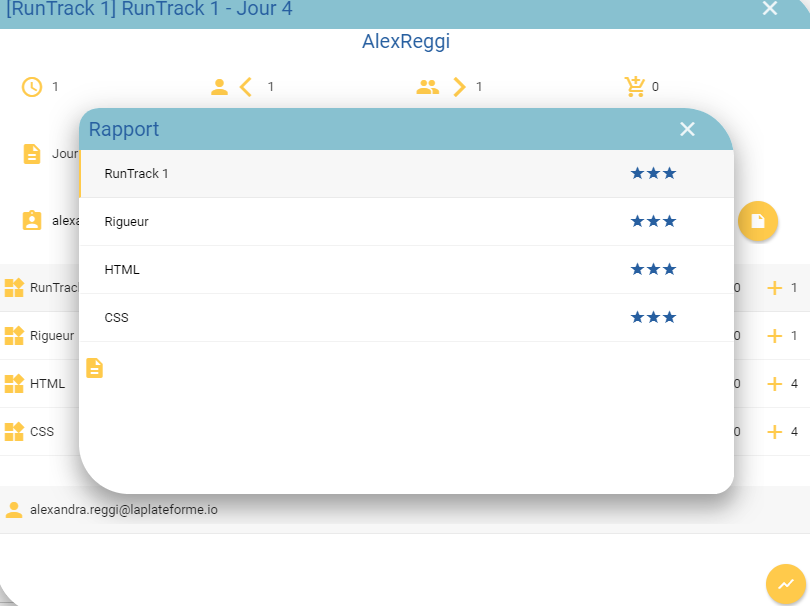 [RunTrack 1] RunTrack 1 - Jour 4
AlexReggi
1 1 1 0
Rapport
Jour
RunTrack 1
Rigueur
alexa
HTML
RunTrac 0 1
CSS
Rigueur 0 1
HTML 0 4
CSS 0 4
alexandra.reggi@laplateforme.io